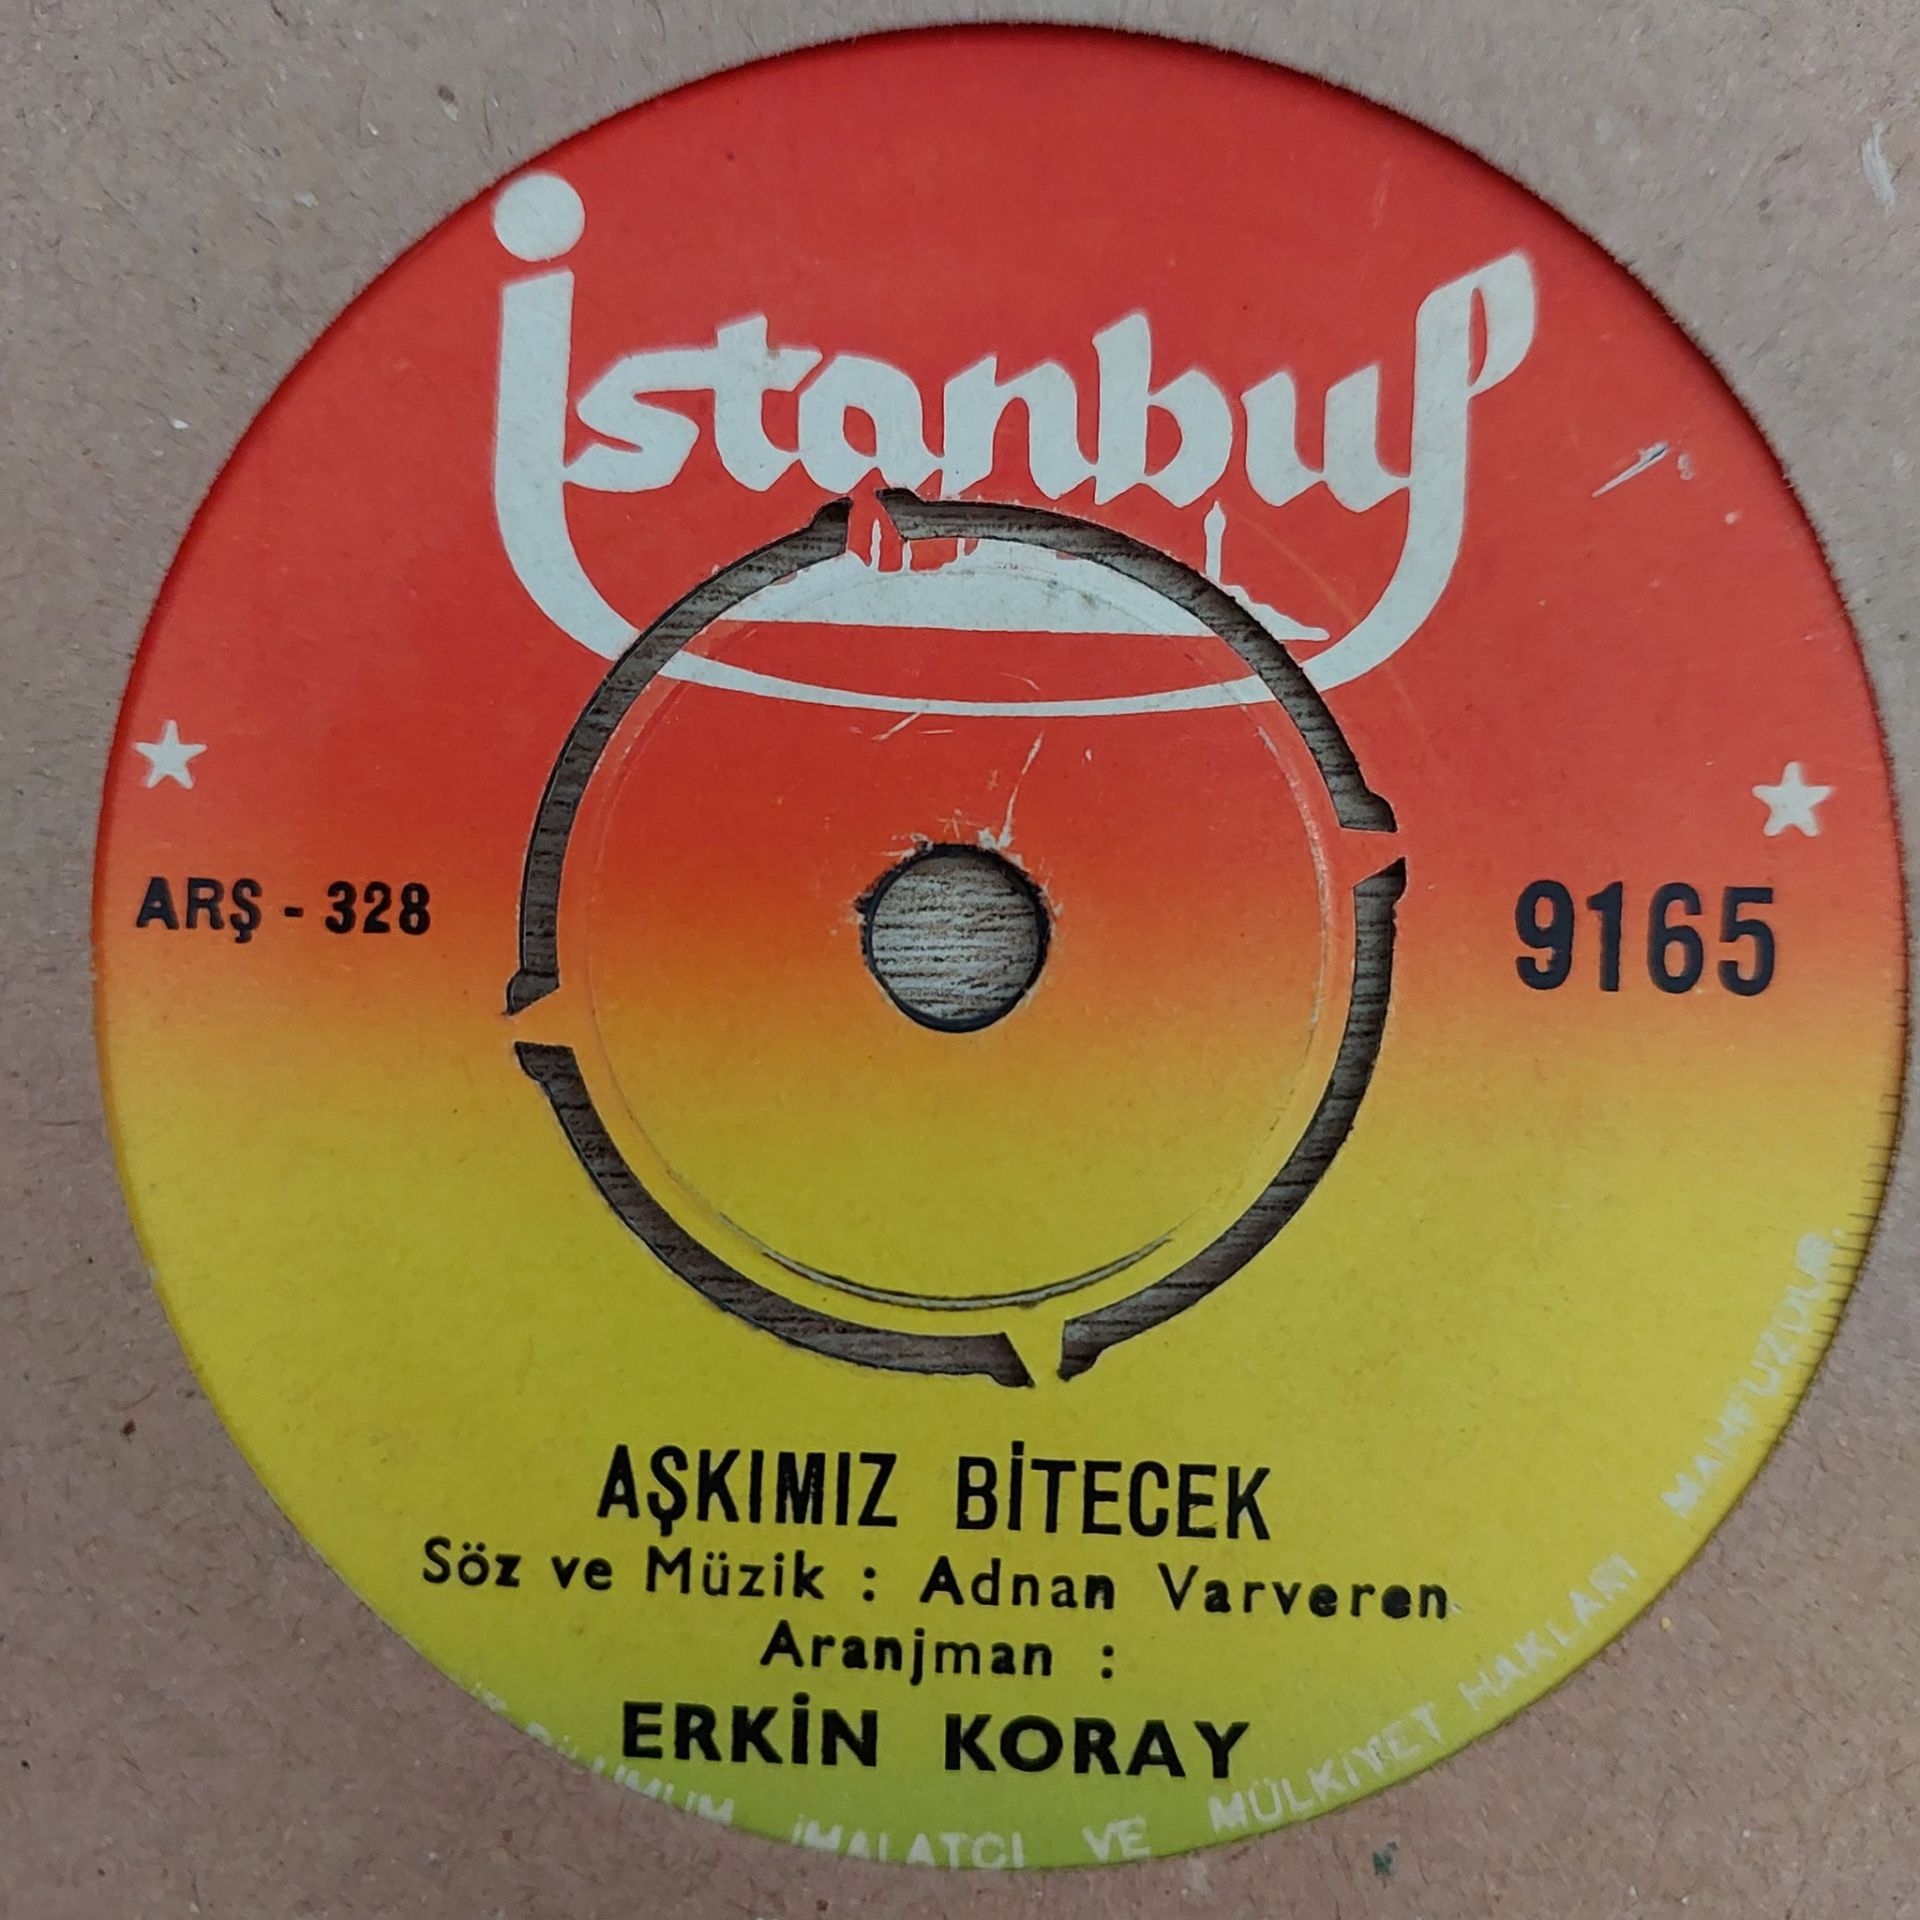 İstanbul
ARŞ - 328
9165
AŞKIMIZ BİTECEK
Söz ve Müzik : Adnan Varveren
Aranjman :
ERKİN KORAY
İMALATÇI VE MÜLKİYET HAKLARI MAHFUZDUR.